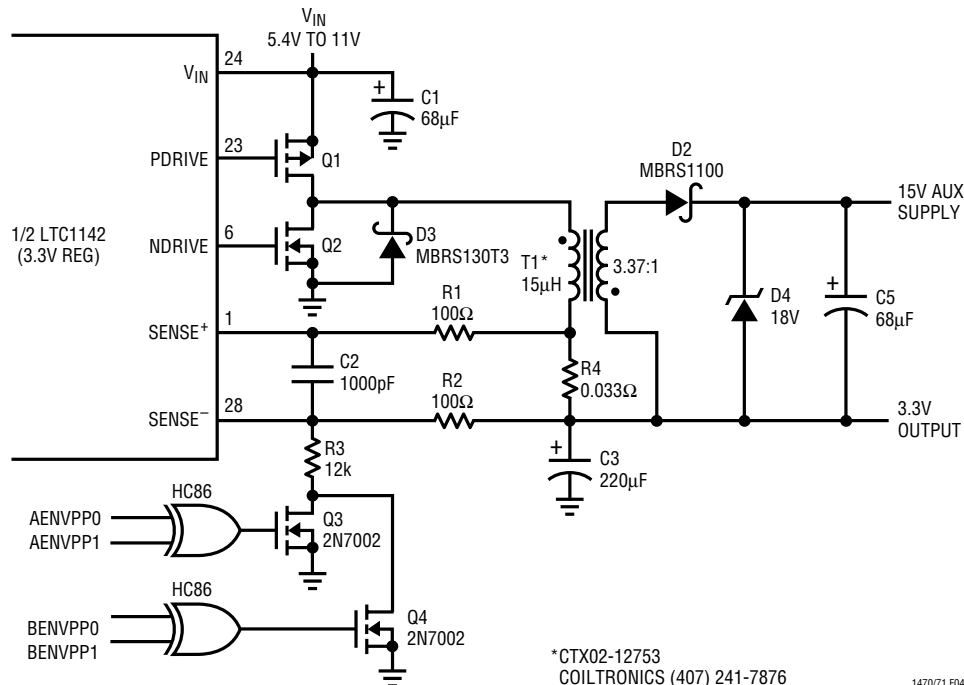 VIN
5.4V TO 11V
VIN
24
+
C1
68µF
PDRIVE
23
Q1
D2
MBRS1100
15V AUX
SUPPLY
1/2 LTC1142
(3.3V REG)
NDRIVE
6
Q2
D3
MBRS130T3
T1*
15µH
3.37:1
D4
18V
+
C5
68µF
SENSE+
1
R1
100Ω
C2
1000pF
R4
0.033Ω
R2
100Ω
SENSE–
28
3.3V
OUTPUT
R3
12k
+
C3
220µF
HC86
AENVPP0
AENVPP1
Q3
2N7002
HC86
BENVPP0
BENVPP1
Q4
2N7002
*CTX02-12753
COILTRONICS (407) 241-7876
1470/71 F04